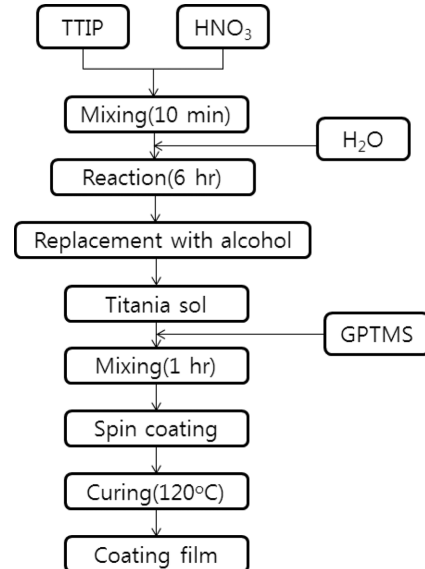 TTIP
HNO₃
Mixing(10 min)
H₂O
Reaction(6 hr)
Replacement with alcohol
Titania sol
GPTMS
Mixing(1 hr)
Spin coating
Curing(120°C)
Coating film